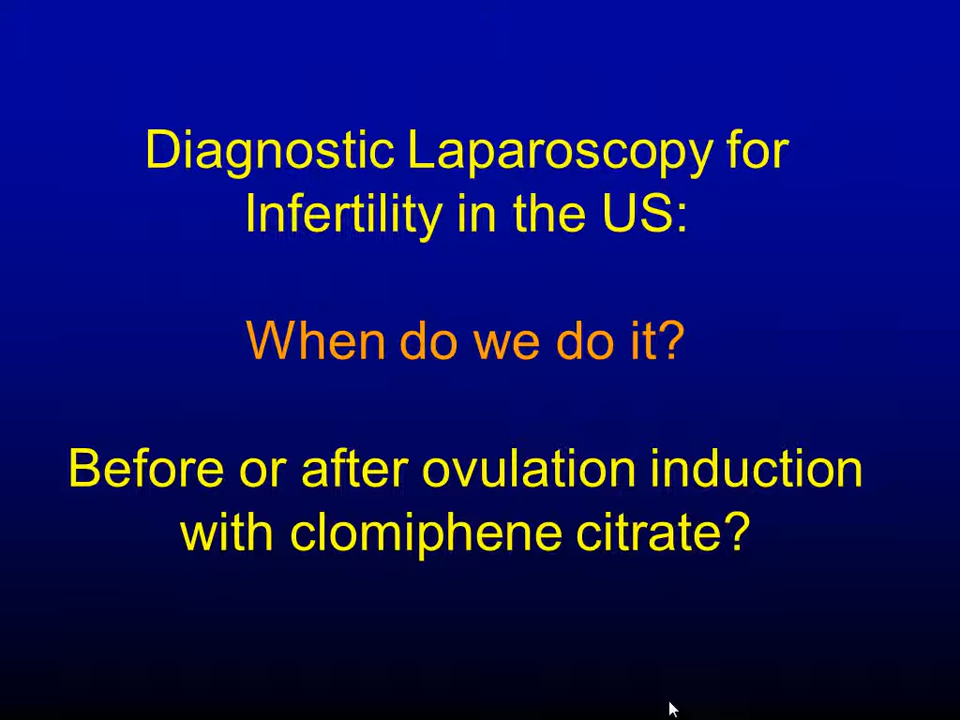 Diagnostic Laparoscopy for
Infertility in the US:
When do we do it?
Before or after ovulation induction
with clomiphene citrate?